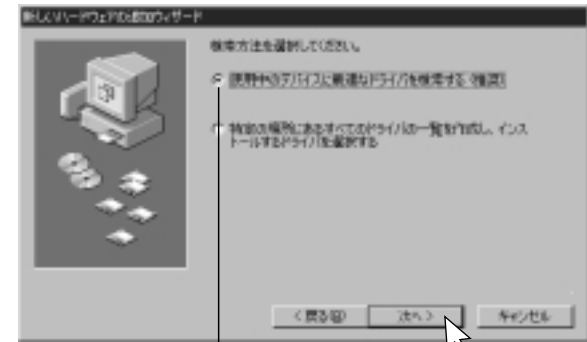 新しいハードウェアの追加ウィザード
検索方法を選択してください。
使用中のデバイスに最適なドライバを検索する(推奨)
特定の場所にあるすべてのドライバの一覧を作成し、インス
トールするドライバを選択する
< 戻る(B)
次へ >
キャンセル